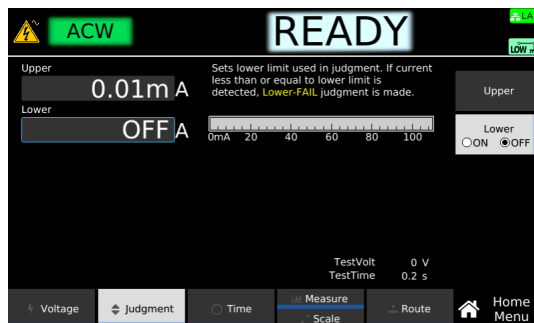 ACW
READY
LA
LOW
Upper
0.01m A
Lower
OFF A
Sets lower limit used in judgment. If current
less than or equal to lower limit is
detected, Lower-FAIL judgment is made.
0mA 20 40 60 80 100
Upper
Lower
ON OFF
TestVolt 0 V
TestTime 0.2 s
Voltage
Judgment
Time
Measure
Scale
Route
Home
Menu